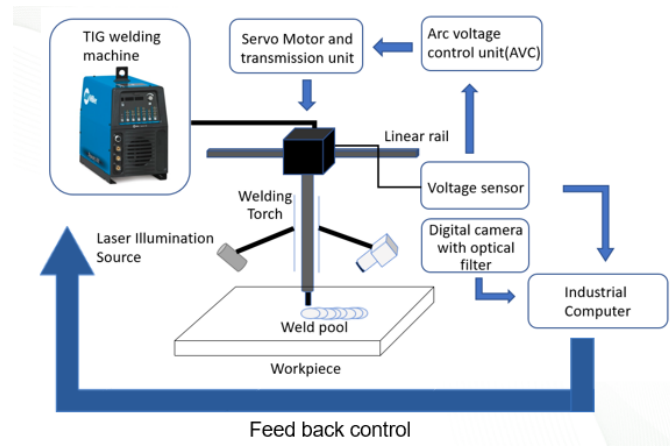 TIG welding
machine
Servo Motor and
transmission unit
Arc voltage
control unit(AVC)
Linear rail
Voltage sensor
Welding
Torch
Laser Illumination
Source
Digital camera
with optical
filter
Industrial
Computer
Weld pool
Workpiece
Feed back control